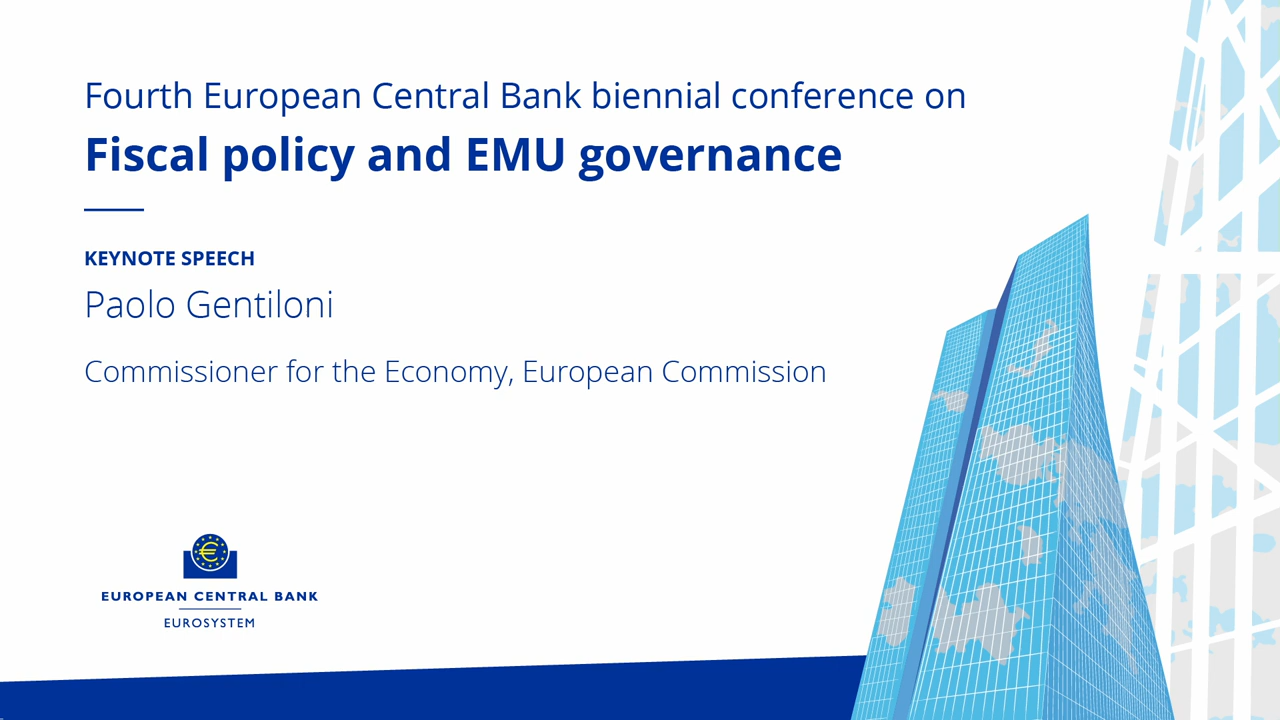 Fourth European Central Bank biennial conference on
Fiscal policy and EMU governance
KEYNOTE SPEECH
Paolo Gentiloni
Commissioner for the Economy, European Commission
€
EUROPEAN CENTRAL BANK
EUROSYSTEM